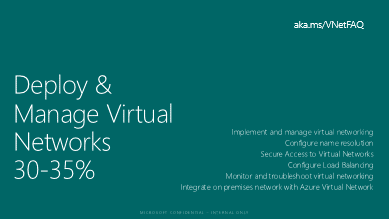 aka.ms/VNetFAQ
Deploy &
Manage Virtual
Networks
30-35%
Implement and manage virtual networking
Configure name resolution
Secure Access to Virtual Networks
Configure Load Balancing
Monitor and troubleshoot virtual networking
Integrate on premises network with Azure Virtual Network
MICROSOFT CONFIDENTIAL – INTERNAL ONLY